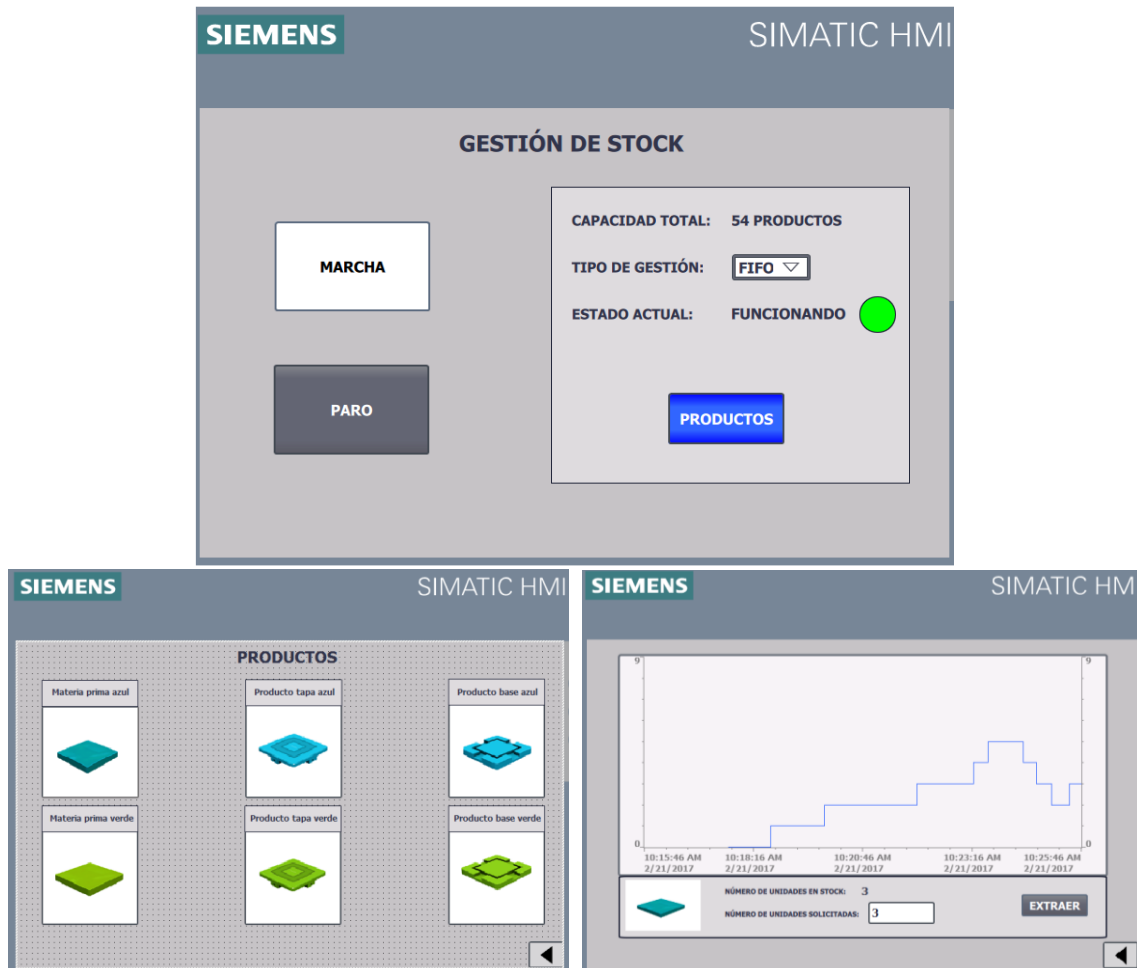 SIEMENS
SIMATIC HMI
GESTIÓN DE STOCK
MARCHA
PARO
CAPACIDAD TOTAL: 54 PRODUCTOS
TIPO DE GESTIÓN: FIFO
ESTADO ACTUAL: FUNCIONANDO
PRODUCTOS
SIEMENS
SIMATIC HMI
PRODUCTOS
Materia prima azul
Producto tapa azul
Producto base azul
Materia prima verde
Producto tapa verde
Producto base verde
SIEMENS
SIMATIC HM
9
9
0
0
10:15:46 AM 10:18:16 AM 10:20:46 AM 10:23:16 AM 10:25:46 AM
2/21/2017 2/21/2017 2/21/2017 2/21/2017 2/21/2017
NÚMERO DE UNIDADES EN STOCK: 3
NÚMERO DE UNIDADES SOLICITADAS: 3
EXTRAER